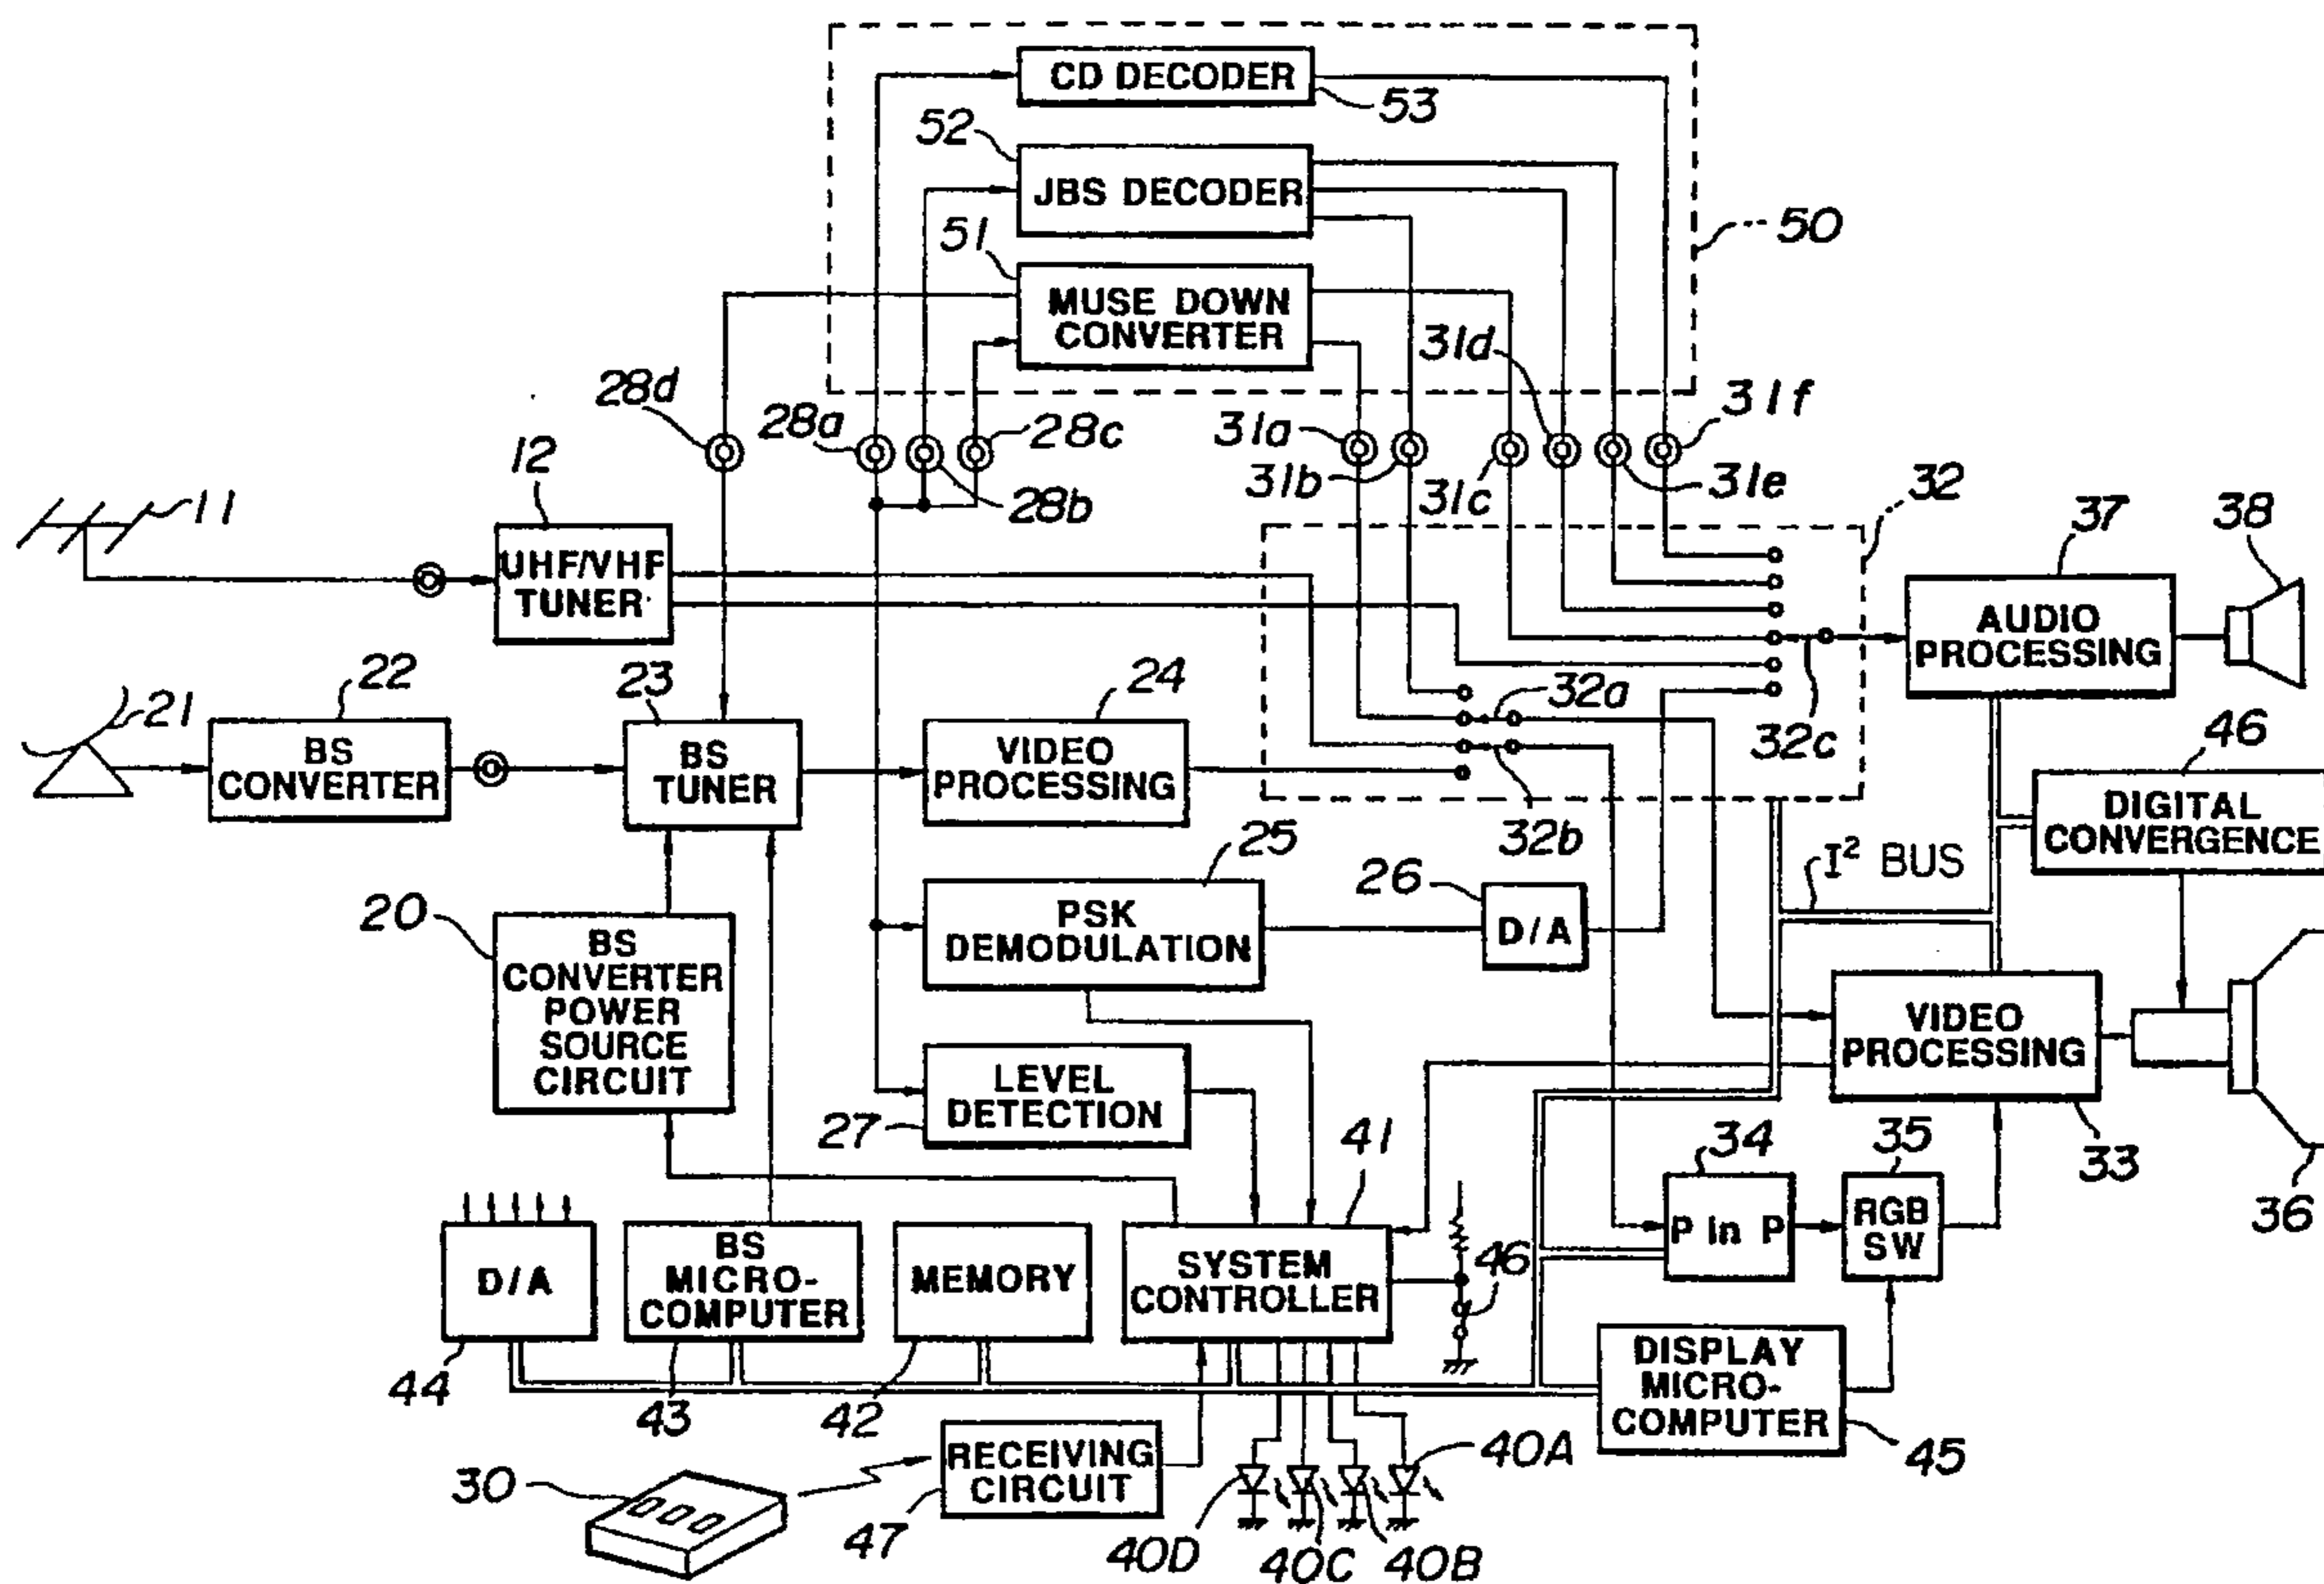 CD DECODER
53
52
JBS DECODER
50
51
MUSE DOWN
CONVERTER
31d
28d
28a
28c
31a
31f
12
31b
31c
31e
32
28b
11
37
38
UHF/VHF
TUNER
AUDIO
PROCESSING
22
23
24
32a
21
32c
46
BS
CONVERTER
BS
TUNER
VIDEO
PROCESSING
DIGITAL
CONVERGENCE
32b
25
26
I² BUS
20
PSK
DEMODULATION
D/A
BS
CONVERTER
POWER
SOURCE
CIRCUIT
VIDEO
PROCESSING
LEVEL
DETECTION
27
41
34
35
33
36
D/A
BS
MICRO-
COMPUTER
MEMORY
SYSTEM
CONTROLLER
46
P In P
RGB
SW
DISPLAY
MICRO-
COMPUTER
44
43
42
45
30
RECEIVING
CIRCUIT
47
40A
40D
40C
40B